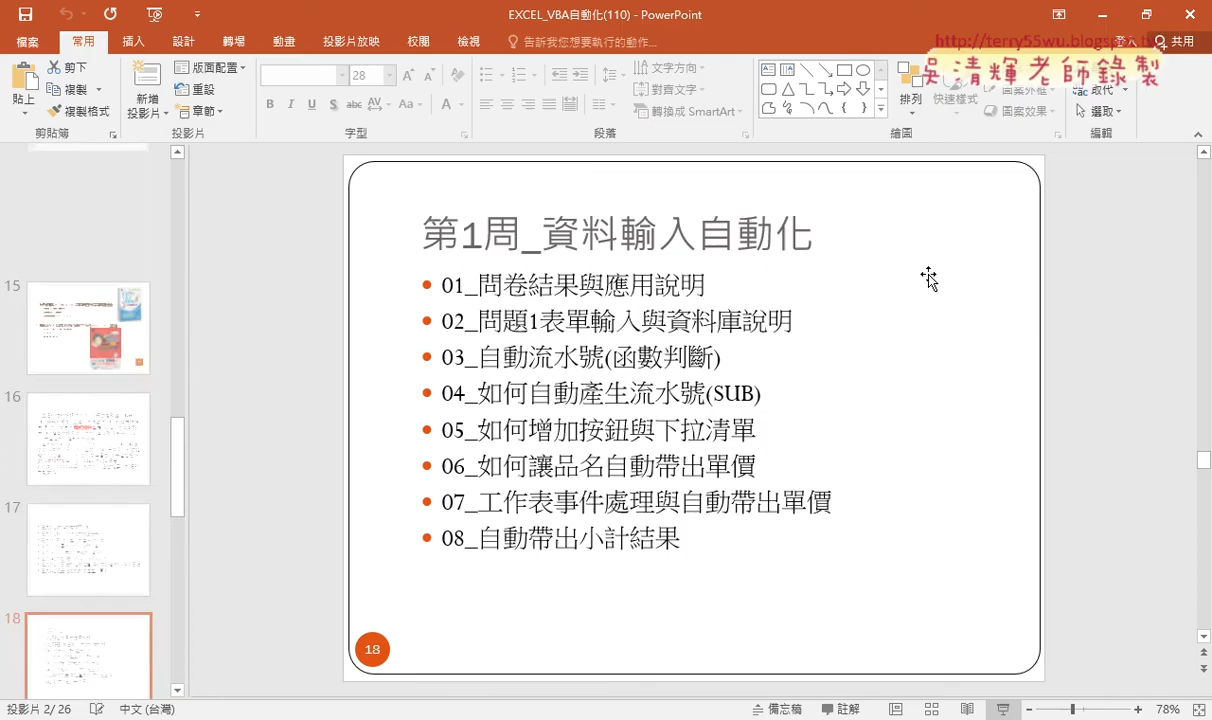 EXCEL_VBA自動化(110) - PowerPoint
檔案
常用
插入
設計
轉場
動畫
投影片放映
校閱
檢視
告訴我您想要執行的動作...
共用
http://terry55wu.blogspot.tw
吳清輝老師錄製
貼上
剪下
複製
複製格式
剪貼簿
新增
投影片
版面配置
重設
章節
投影片
28
B I U S abc AV Aa A
字型
文字方向
對齊文字
轉換成 SmartArt
段落
排列
快速樣式
圖案外框
圖案效果
繪圖
取代
選取
編輯
15
16
17
18
第1周_資料輸入自動化
01_問卷結果與應用說明
02_問題1表單輸入與資料庫說明
03_自動流水號(函數判斷)
04_如何自動產生流水號(SUB)
05_如何增加按鈕與下拉清單
06_如何讓品名自動帶出單價
07_工作表事件處理與自動帶出單價
08_自動帶出小計結果
18
投影片 2/ 26
中文 (台灣)
備忘稿
註解
78%